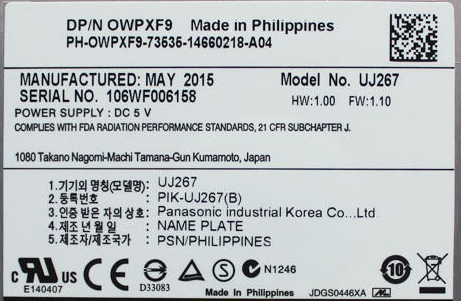 DP/N OWPXF9 Made in Philippines
PH-OWPXF9-73535-14660218-A04
MANUFACTURED: MAY 2015 Model No. UJ267
SERIAL NO. 106WF006158 HW:1.00 FW:1.10
POWER SUPPLY : DC 5 V
COMPLIES WITH FDA RADIATION PERFORMANCE STANDARDS, 21 CFR SUBCHAPTER J.
1080 Takano Nagomi-Machi Tamana-Gun Kumamoto, Japan
1.기기의 명칭(모델명): UJ267
2.등록번호 : PIK-UJ267(B)
3.인증 받은 자의 상호: Panasonic industrial Korea Co...Ltd
4.제조년월일 : NAME PLATE
5.제조자/제조국가 : PSN/PHILIPPINES
c UL US CE D33083 S N1246 10
E140407 Made in Philippines JDGS0446XA